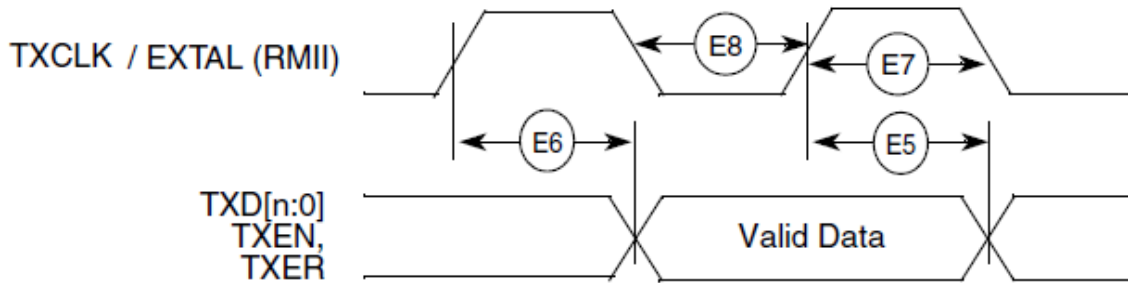 TXCLK / EXTAL (RMII)
E8
E7
E6
E5
TXD[n:0]
TXEN,
TXER
Valid Data